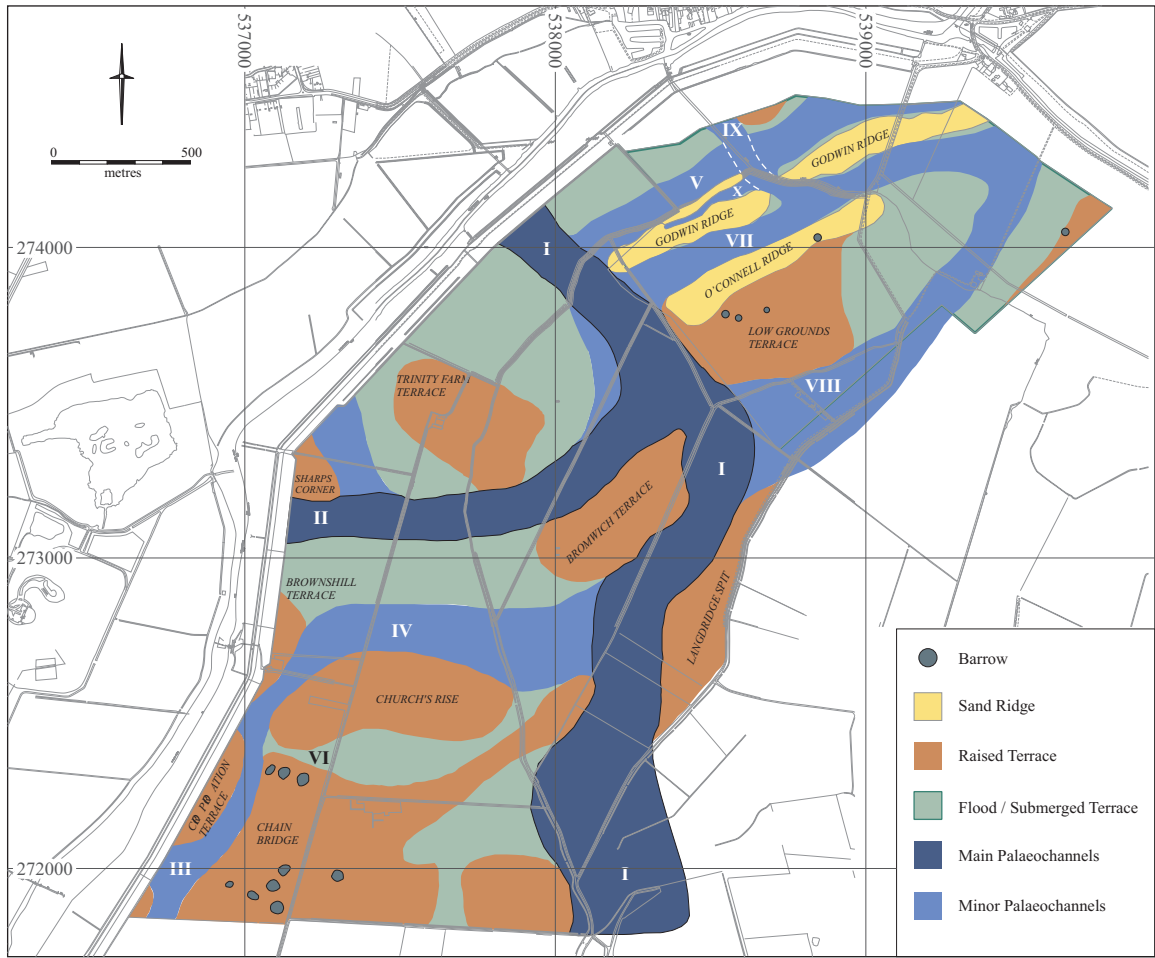 537000
538000
539000
0 500
metres
IX
GODWIN RIDGE
V
X
GODWIN RIDGE
VII
274000
I
O'CONNELL RIDGE
LOW GROUNDS
TERRACE
TRINITY FARM
TERRACE
VIII
SHARPS
CORNER
I
II
BROMWICH TERRACE
273000
BROWNSHILL
TERRACE
LANGDRIDGE SPIT
IV
CHURCH'S RISE
VI
TERRACE
CHAIN
BRIDGE
III
272000
I
Barrow
Sand Ridge
Raised Terrace
Flood / Submerged Terrace
Main Palaeochannels
Minor Palaeochannels